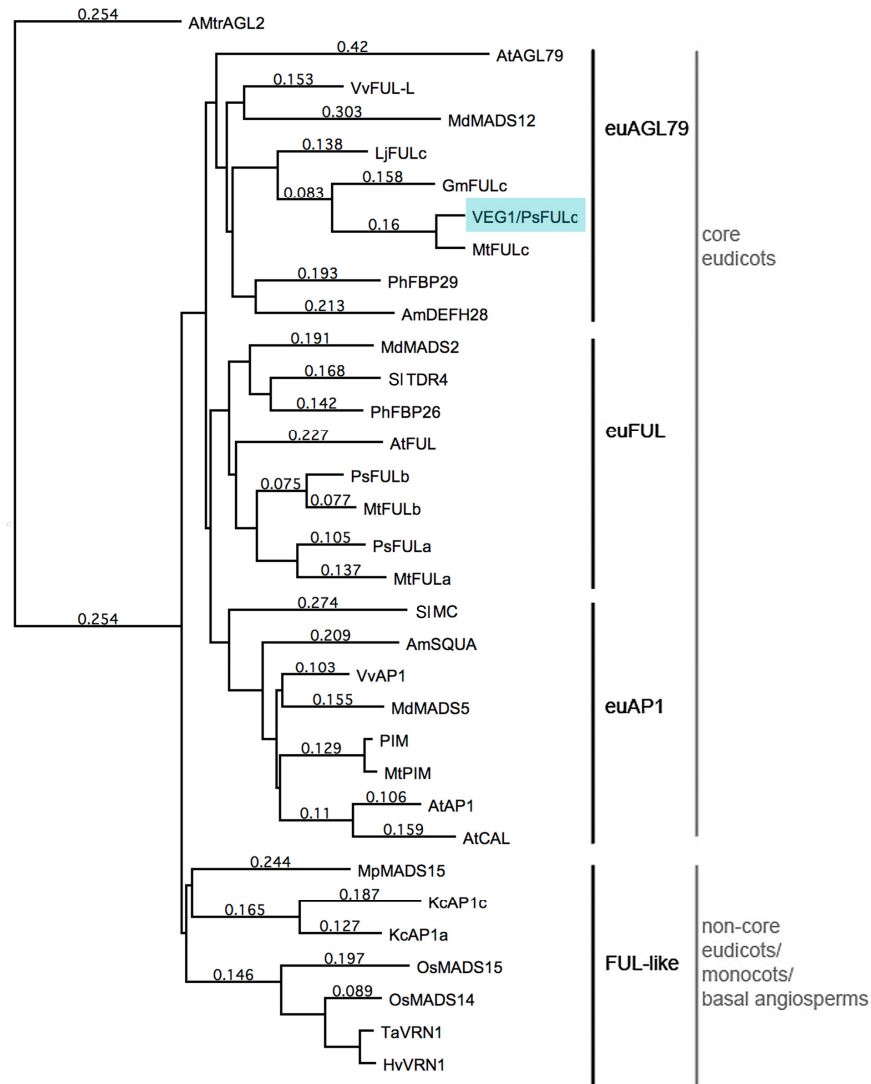 0.254
AMtrAGL2
0.42
AtAGL79
0.153
VvFUL-L
0.303
MdMADS12
euAGL79
0.138
LjFULc
0.158
GmFULc
0.083
VEG1/PsFULc
0.16
MtFULc
core
eudicots
0.193
PhFBP29
0.213
AmDEFH28
0.191
MdMADS2
0.168
SlTDR4
0.142
PhFBP26
euFUL
0.227
AtFUL
0.075
PsFULb
0.077
MtFULb
0.105
PsFULa
0.137
MtFULa
0.254
0.274
SlMC
0.209
AmSQUA
0.103
VvAP1
0.155
MdMADS5
euAP1
PIM
0.129
MtPIM
0.106
AtAP1
0.11
0.159
AtCAL
0.244
MpMADS15
0.187
KcAP1c
0.165
0.127
KcAP1a
non-core
eudicots/
monocots/
basal angiosperms
FUL-like
0.197
OsMADS15
0.146
0.089
OsMADS14
TaVRN1
HvVRN1